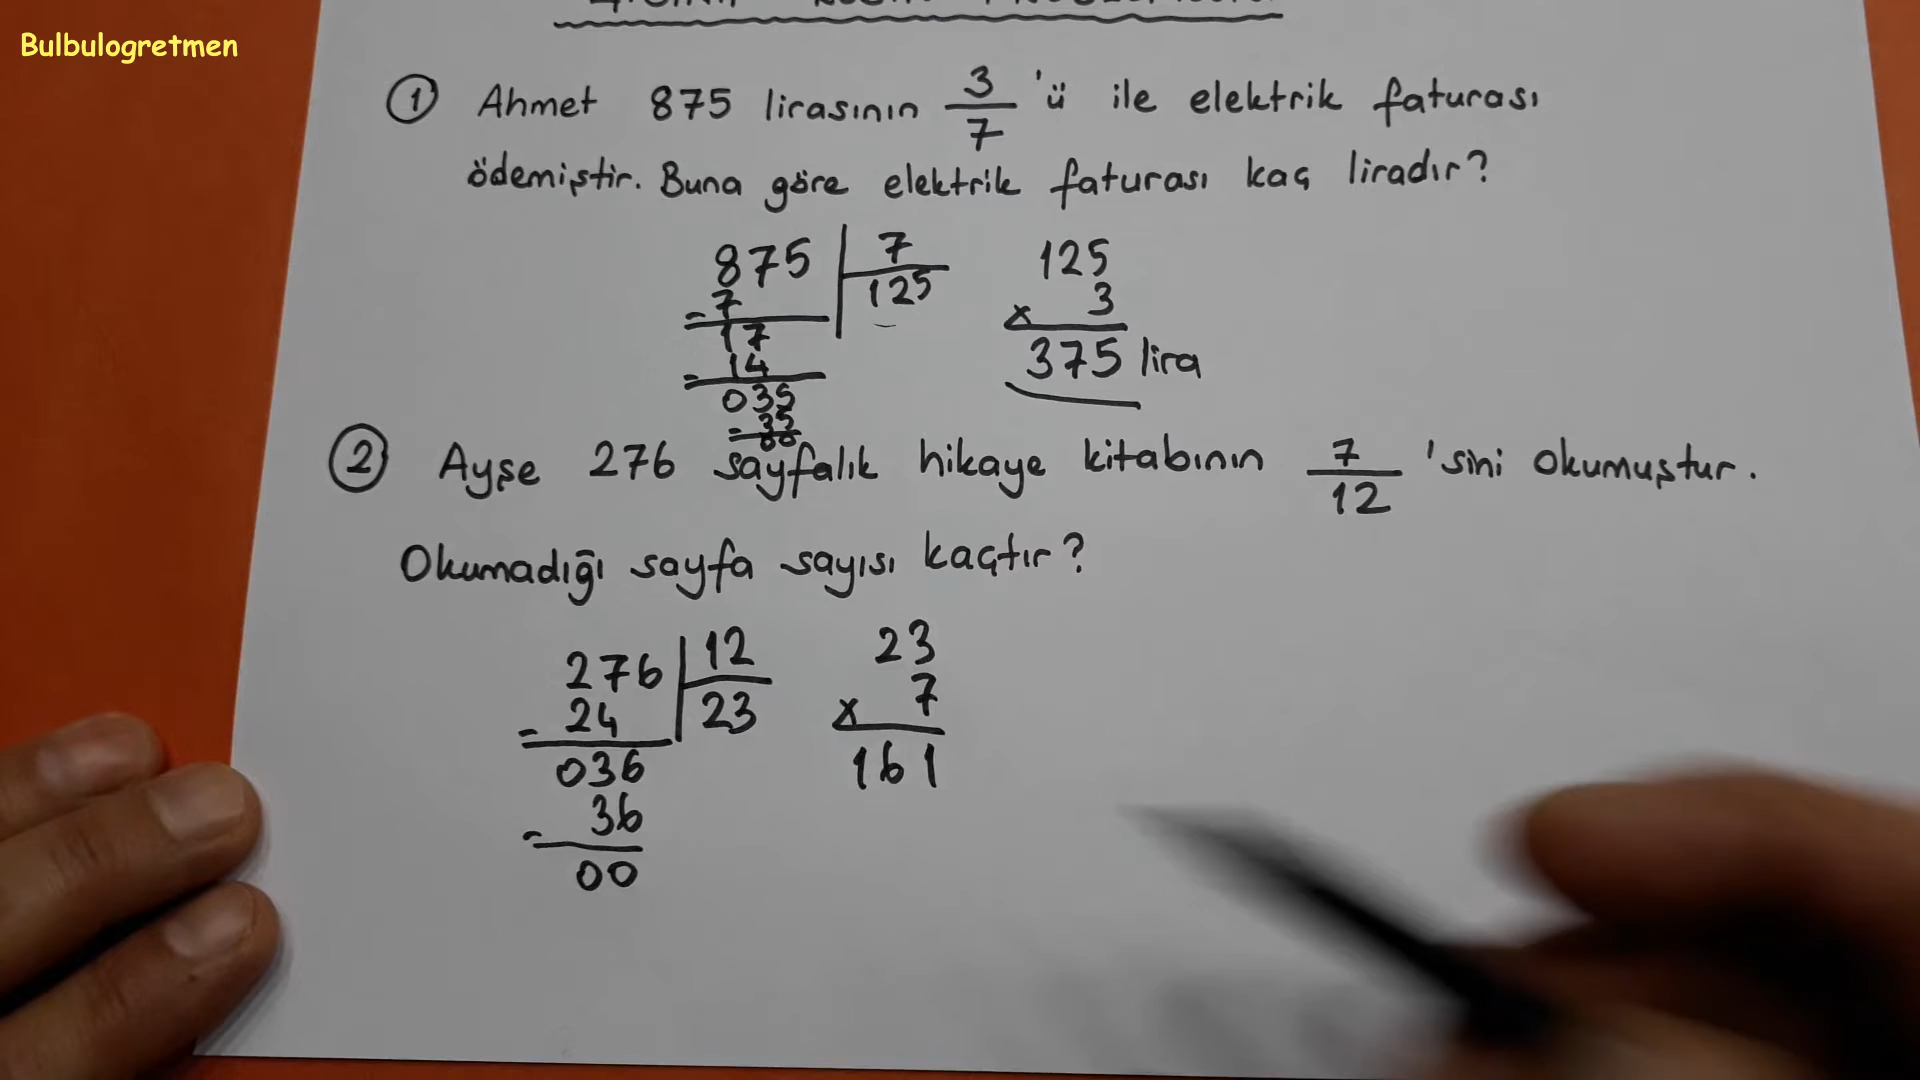 Bulbulogretmen
① Ahmet 875 lirasının 3/7 'ü ile elektrik faturası
ödemiştir. Buna göre elektrik faturası kaç liradır?
875 | 7
- 7 | 125
17
- 14
035
- 35
00
125
x 3
375 lira
② Ayşe 276 sayfalık hikaye kitabının 7/12 'sini okumuştur.
Okumadığı sayfa sayısı kaçtır?
276 | 12
- 24 | 23
036
- 36
00
23
x 7
161